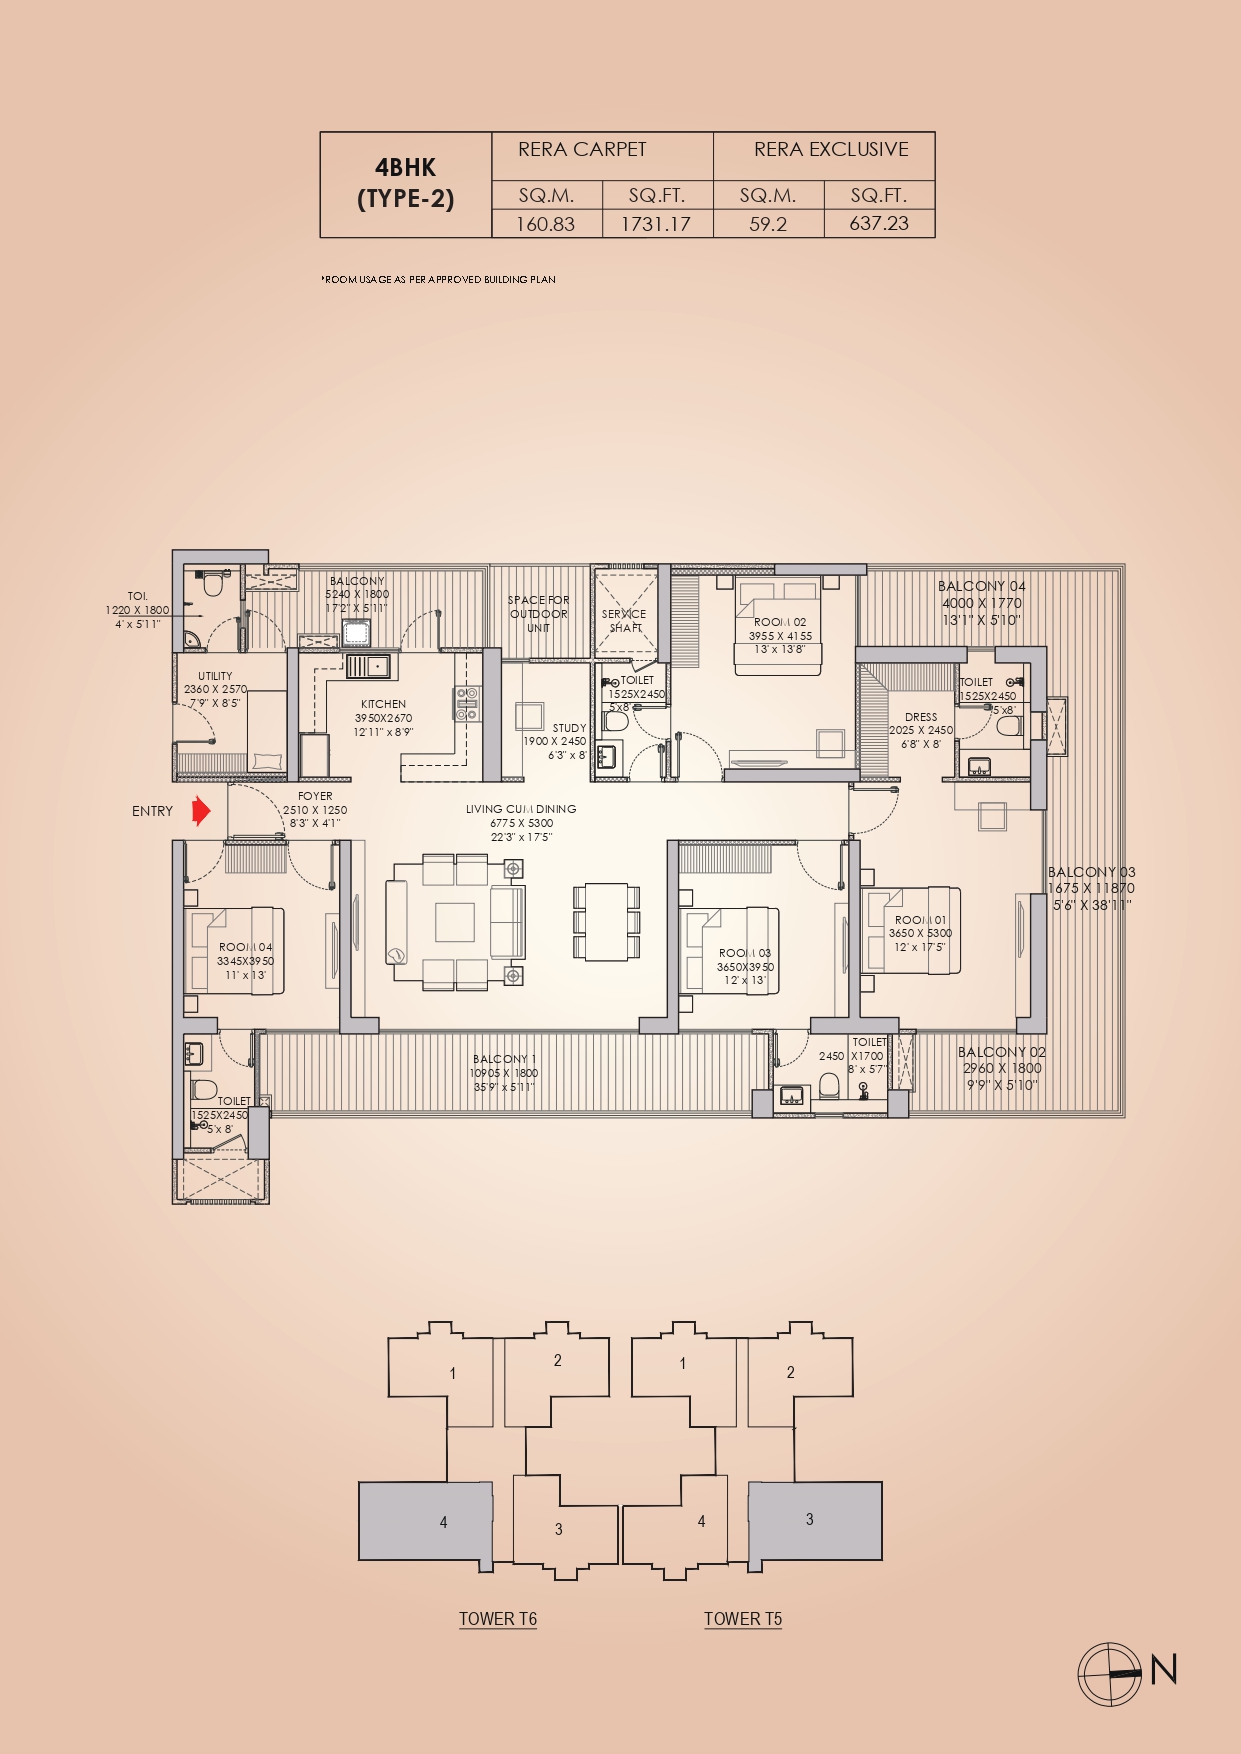 4BHK
(TYPE-2)
RERA CARPET
RERA EXCLUSIVE
SQ.M.
SQ.FT.
SQ.M.
SQ.FT.
160.83
1731.17
59.2
637.23
*ROOM USAGE AS PER APPROVED BUILDING PLAN
TOI.
1220 X 1800
4' x 5'11"
BALCONY
5240 X 1800
17'2" X 5'11"
SPACE FOR
OUTDOOR
UNIT
SERVICE
SHAFT
ROOM 02
3955 X 4155
13' x 13'8"
BALCONY 04
4000 X 1770
13'1" X 5'10"
UTILITY
2360 X 2570
7'9" X 8'5"
KITCHEN
3950X2670
12'11" x 8'9"
STUDY
1900 X 2450
6'3" x 8'
TOILET
1525X2450
5'x8'
DRESS
2025 X 2450
6'8" X 8'
TOILET
1525X2450
5'x8'
ENTRY
FOYER
2510 X 1250
8'3" X 4'1"
LIVING CUM DINING
6775 X 5300
22'3" x 17'5"
BALCONY 03
1675 X 11870
5'6" X 38'11"
ROOM 04
3345X3950
11' x 13'
ROOM 03
3650X3950
12' x 13'
ROOM 01
3650 X 5300
12' x 17'5"
TOILET
1525X2450
5'x 8'
BALCONY 1
10905 X 1800
35'9" x 5'11"
TOILET
2450 X1700
8' x 5'7"
BALCONY 02
2960 X 1800
9'9" X 5'10"
1
2
1
2
4
3
4
3
TOWER T6
TOWER T5
N